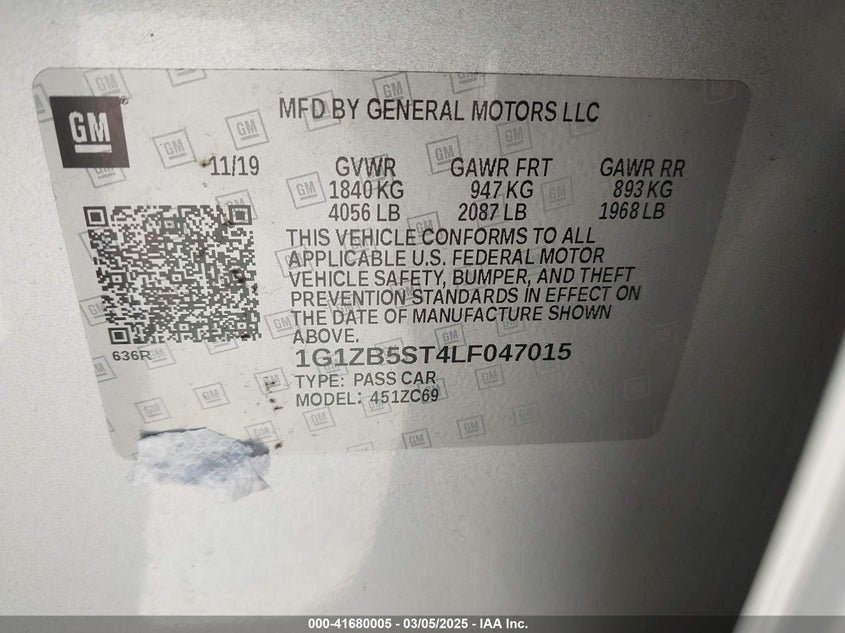 GM
MFD BY GENERAL MOTORS LLC
11/19 GVWR GAWR FRT GAWR RR
1840 KG 947 KG 893 KG
4056 LB 2087 LB 1968 LB
THIS VEHICLE CONFORMS TO ALL
APPLICABLE U.S. FEDERAL MOTOR
VEHICLE SAFETY, BUMPER, AND THEFT
PREVENTION STANDARDS IN EFFECT ON
THE DATE OF MANUFACTURE SHOWN
ABOVE.
636R
1G1ZB5ST4LF047015
TYPE: PASS CAR
MODEL: 451ZC69
000-41680005 - 03/05/2025 - IAA Inc.